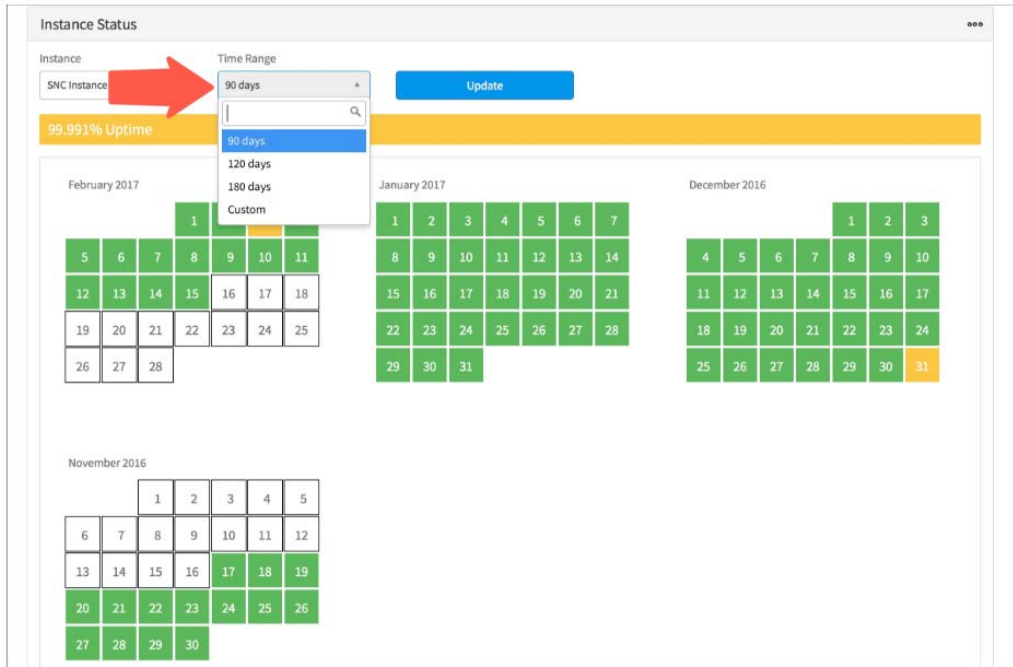 Instance Status
Instance
Time Range
SNC Instance
90 days
Update
99.991% Uptime
90 days
120 days
180 days
Custom
February 2017
1
5 6 7 8 9 10 11
12 13 14 15 16 17 18
19 20 21 22 23 24 25
26 27 28
January 2017
1 2 3 4 5 6 7
8 9 10 11 12 13 14
15 16 17 18 19 20 21
22 23 24 25 26 27 28
29 30 31
December 2016
1 2 3
4 5 6 7 8 9 10
11 12 13 14 15 16 17
18 19 20 21 22 23 24
25 26 27 28 29 30 31
November 2016
1 2 3 4 5
6 7 8 9 10 11 12
13 14 15 16 17 18 19
20 21 22 23 24 25 26
27 28 29 30